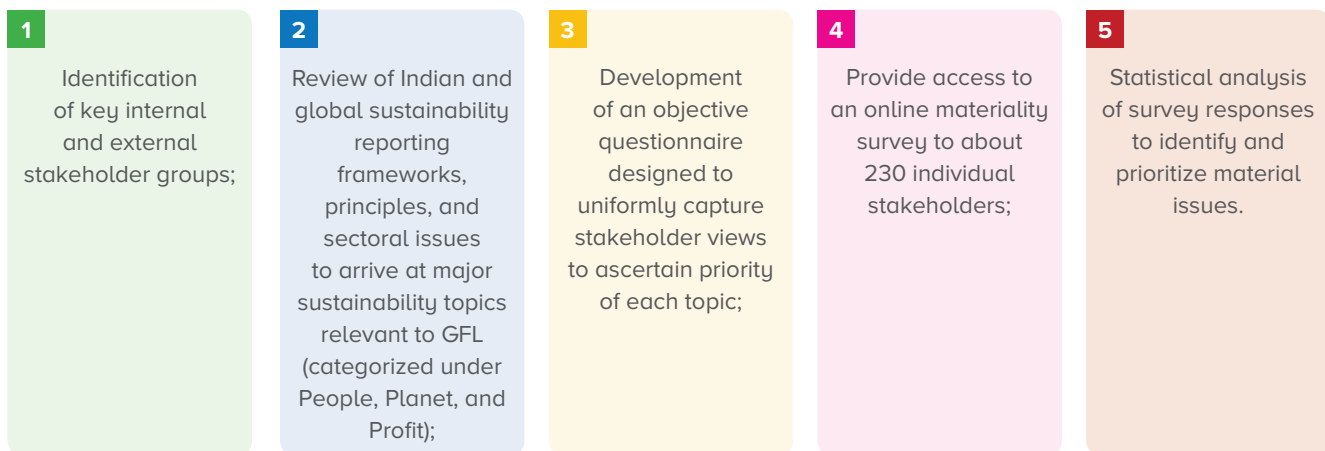 1
Identification
of key internal
and external
stakeholder groups;
2
Review of Indian and
global sustainability
reporting
frameworks,
principles, and
sectoral issues
to arrive at major
sustainability topics
relevant to GFL
(categorized under
People, Planet, and
Profit);
3
Development
of an objective
questionnaire
designed to
uniformly capture
stakeholder views
to ascertain priority
of each topic;
4
Provide access to
an online materiality
survey to about
230 individual
stakeholders;
5
Statistical analysis
of survey responses
to identify and
prioritize material
issues.